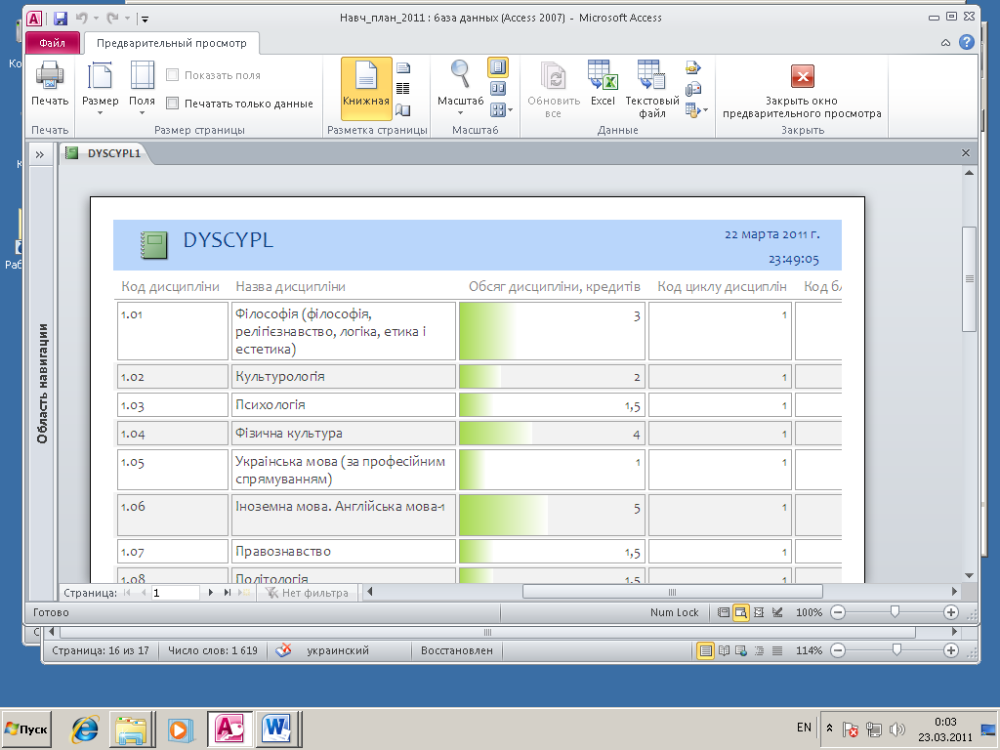 Навч_план_2011 : база данных (Access 2007) - Microsoft Access
Файл
Предварительный просмотр
Печать
Размер
Поля
Показать поля
Печатать только данные
Книжная
Масштаб
Обновить
все
Excel
Текстовый
файл
Закрыть окно
предварительного просмотра
Печать
Размер страницы
Разметка страницы
Масштаб
Данные
Закрыть
DYSCYPL1
Область навигации
DYSCYPL
22 марта 2011 г.
23:49:05
Код дисципліни Назва дисципліни Обсяг дисципліни, кредитів Код циклу дисциплін Код бл
1.01 Філософія (філософія, 3 1
релігієзнавство, логіка, етика і
естетика)
1.02 Культурологія 2 1
1.03 Психологія 1,5 1
1.04 Фізична культура 4 1
1.05 Українська мова (за професійним 1 1
спрямуванням)
1.06 Іноземна мова. Англійська мова-1 5 1
1.07 Правознавство 1,5 1
1.08 Політологія 1,5 1
Страница: 1 Нет фильтра
Готово Num Lock 100%
Страница: 16 из 17 Число слов: 1 619 украинский Восстановлен 114%
Пуск
EN
0:03
23.03.2011